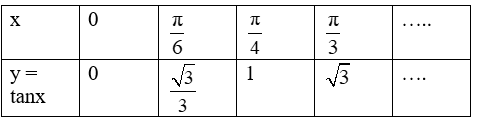 x 0 π/6 π/4 π/3 …..
y = tanx 0 √3/3 1 √3 ….